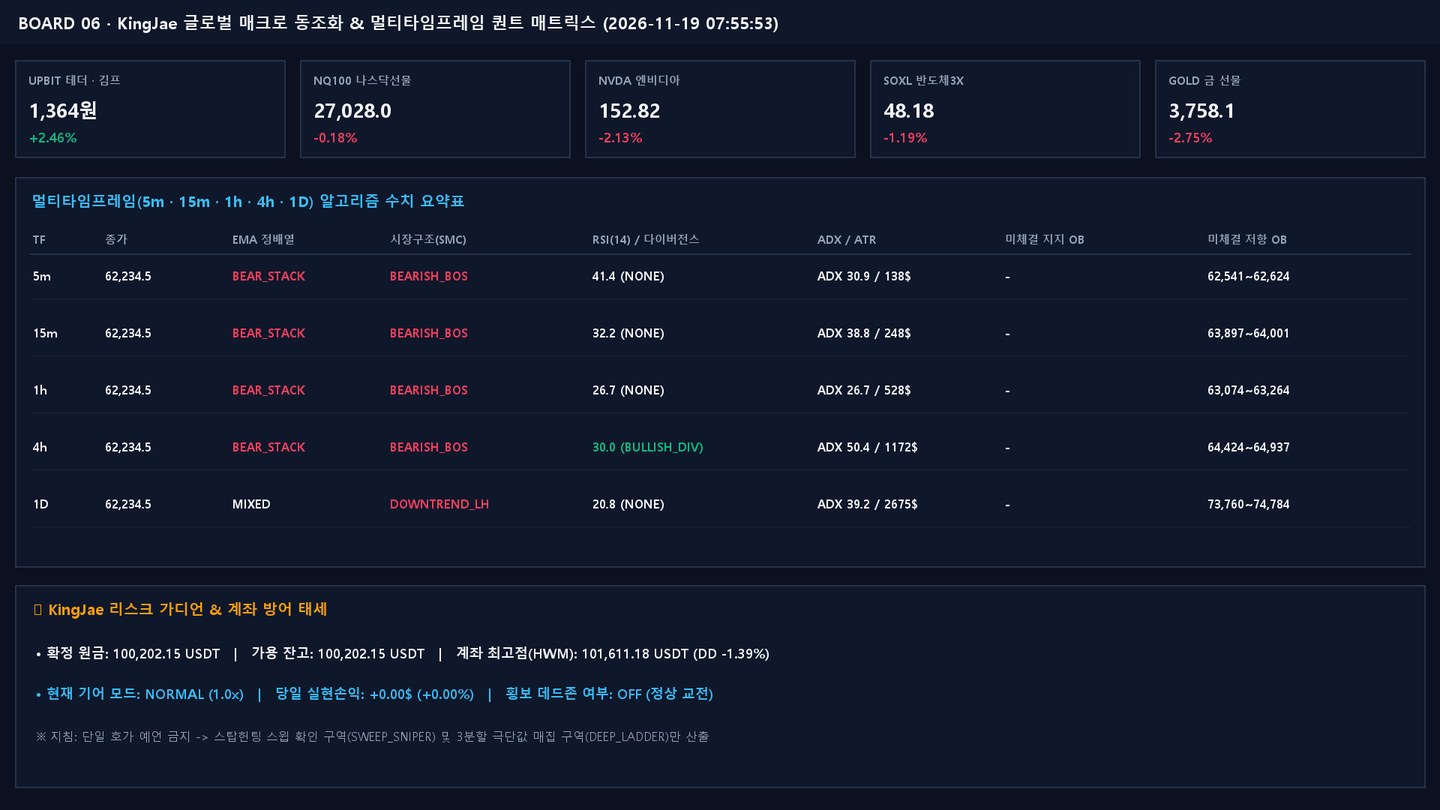 BOARD 06 · KingJae 글로벌 매크로 동조화 & 멀티타임프레임 퀀트 매트릭스 (2026-11-19 07:55:53)
UPBIT 테더 · 김프 NQ100 나스닥선물 NVDA 엔비디아 SOXL 반도체3X GOLD 금 선물
1,364원 27,028.0 152.82 48.18 3,758.1
+2.46% -0.18% -2.13% -1.19% -2.75%
멀티타임프레임(5m · 15m · 1h · 4h · 1D) 알고리즘 수치 요약표
TF 종가 EMA 정배열 시장구조(SMC) RSI(14) / 다이버전스 ADX / ATR 미체결 지지 OB 미체결 저항 OB
5m 62,234.5 BEAR_STACK BEARISH_BOS 41.4 (NONE) ADX 30.9 / 138$ - 62,541~62,624
15m 62,234.5 BEAR_STACK BEARISH_BOS 32.2 (NONE) ADX 38.8 / 248$ - 63,897~64,001
1h 62,234.5 BEAR_STACK BEARISH_BOS 26.7 (NONE) ADX 26.7 / 528$ - 63,074~63,264
4h 62,234.5 BEAR_STACK BEARISH_BOS 30.0 (BULLISH_DIV) ADX 50.4 / 1172$ - 64,424~64,937
1D 62,234.5 MIXED DOWNTREND_LH 20.8 (NONE) ADX 39.2 / 2675$ - 73,760~74,784
KingJae 리스크 가디언 & 계좌 방어 태세
• 확정 원금: 100,202.15 USDT | 가용 잔고: 100,202.15 USDT | 계좌 최고점(HWM): 101,611.18 USDT (DD -1.39%)
• 현재 기어 모드: NORMAL (1.0x) | 당일 실현손익: +0.00$ (+0.00%) | 횡보 데드존 여부: OFF (정상 교전)
※ 지침: 단일 호가 예언 금지 -> 스탑헌팅 스윕 확인 구역(SWEEP_SNIPER) 및 3분할 극단값 매집 구역(DEEP_LADDER)만 산출